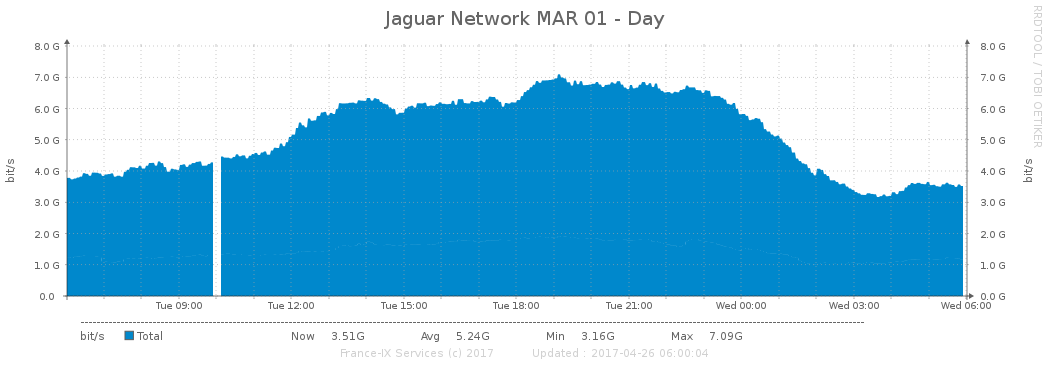 Jaguar Network MAR 01 - Day
RRDTOOL / TOBI OETIKER
bit/s
8.0 G 8.0 G
7.0 G 7.0 G
6.0 G 6.0 G
5.0 G 5.0 G
4.0 G 4.0 G
3.0 G 3.0 G
2.0 G 2.0 G
1.0 G 1.0 G
0.0 0.0 G
bit/s
Tue 09:00 Tue 12:00 Tue 15:00 Tue 18:00 Tue 21:00 Wed 00:00 Wed 03:00 Wed 06:00
bit/s Total Now 3.51G Avg 5.24G Min 3.16G Max 7.09G
France-IX Services (c) 2017 Updated : 2017-04-26 06:00:04